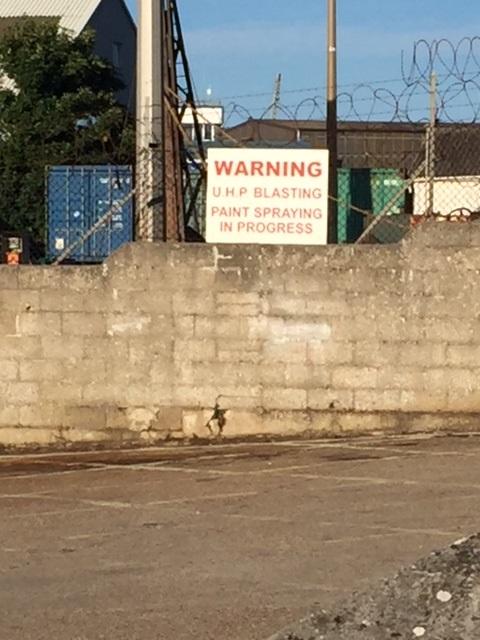 WARNING
U.H.P BLASTING
PAINT SPRAYING
IN PROGRESS